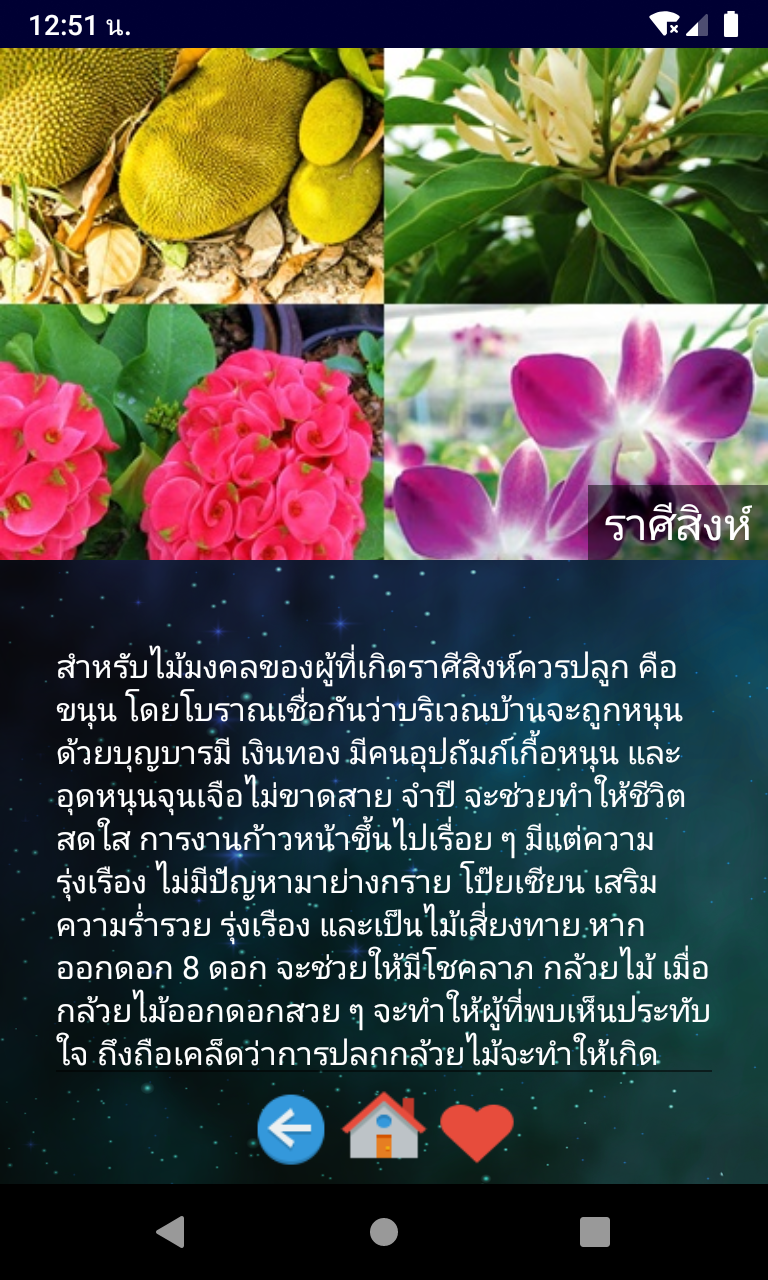 12:51 น.
ราศีสิงห์
สำหรับไม้มงคลของผู้ที่เกิดราศีสิงห์ควรปลูก คือ
ขนุน โดยโบราณเชื่อกันว่าบริเวณบ้านจะถูกหนุน
ด้วยบุญบารมี เงินทอง มีคนอุปถัมภ์เกื้อหนุน และ
อุดหนุนจุนเจือไม่ขาดสาย จำปี จะช่วยทำให้ชีวิต
สดใส การงานก้าวหน้าขึ้นไปเรื่อย ๆ มีแต่ความ
รุ่งเรือง ไม่มีปัญหามาย่างกราย โป๊ยเซียน เสริม
ความร่ำรวย รุ่งเรือง และเป็นไม้เสี่ยงทาย หาก
ออกดอก 8 ดอก จะช่วยให้มีโชคลาภ กล้วยไม้ เมื่อ
กล้วยไม้ออกดอกสวย ๆ จะทำให้ผู้ที่พบเห็นประทับ
ใจ ถึงถือเคล็ดว่าการปลูกกล้วยไม้จะทำให้เกิด